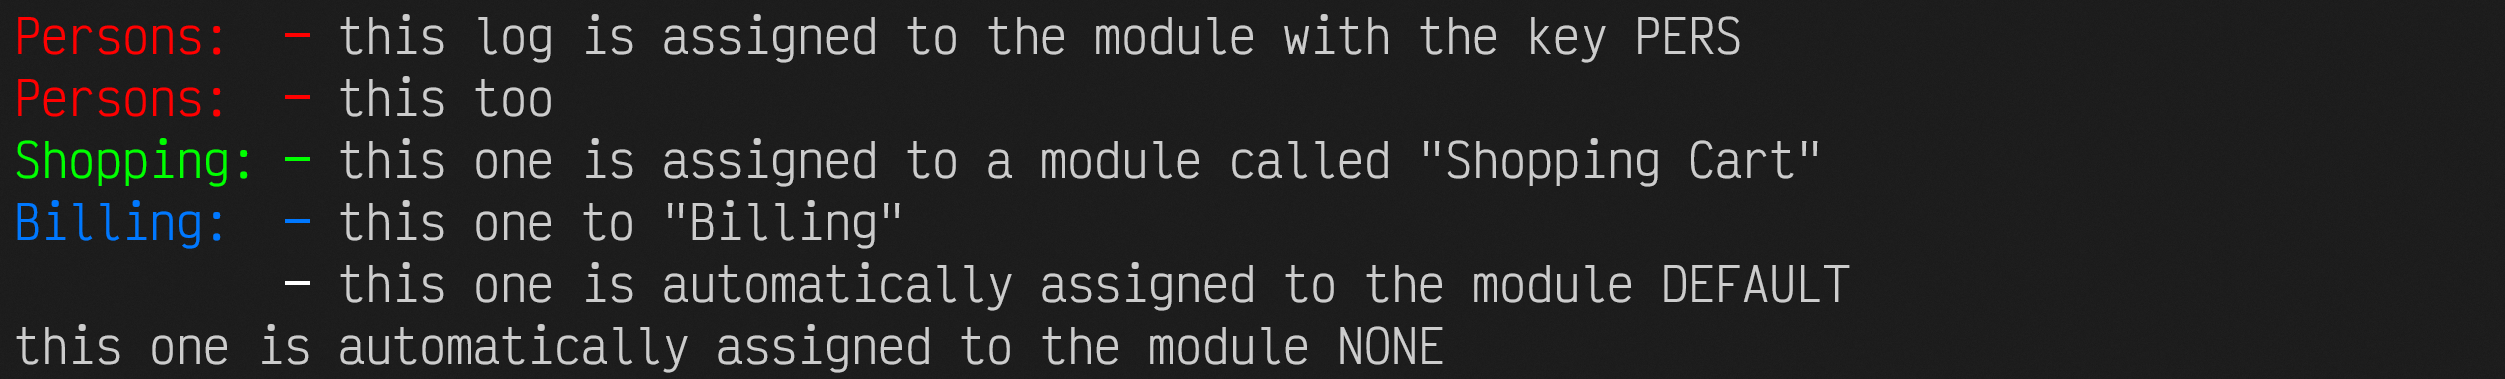 Persons:  – this log is assigned to the module with the key PERS
Persons:  – this too
Shopping: – this one is assigned to a module called "Shopping Cart"
Billing:  – this one to "Billing"
          – this one is automatically assigned to the module DEFAULT
this one is automatically assigned to the module NONE